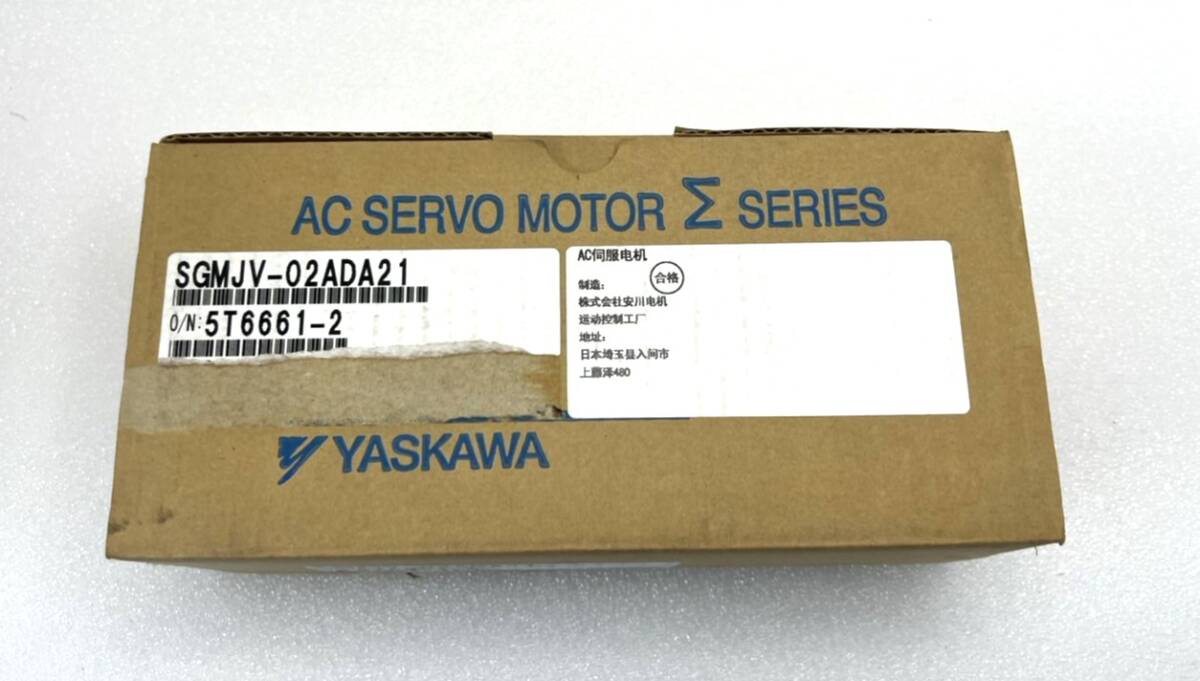 AC SERVO MOTOR Σ SERIES
SGMJV-02ADA21
O/N:5T6661-2
AC伺服电机
合格
制造:
株式会社安川电机
运动控制工厂
地址:
日本埼玉县入间市
上藤泽480
YASKAWA